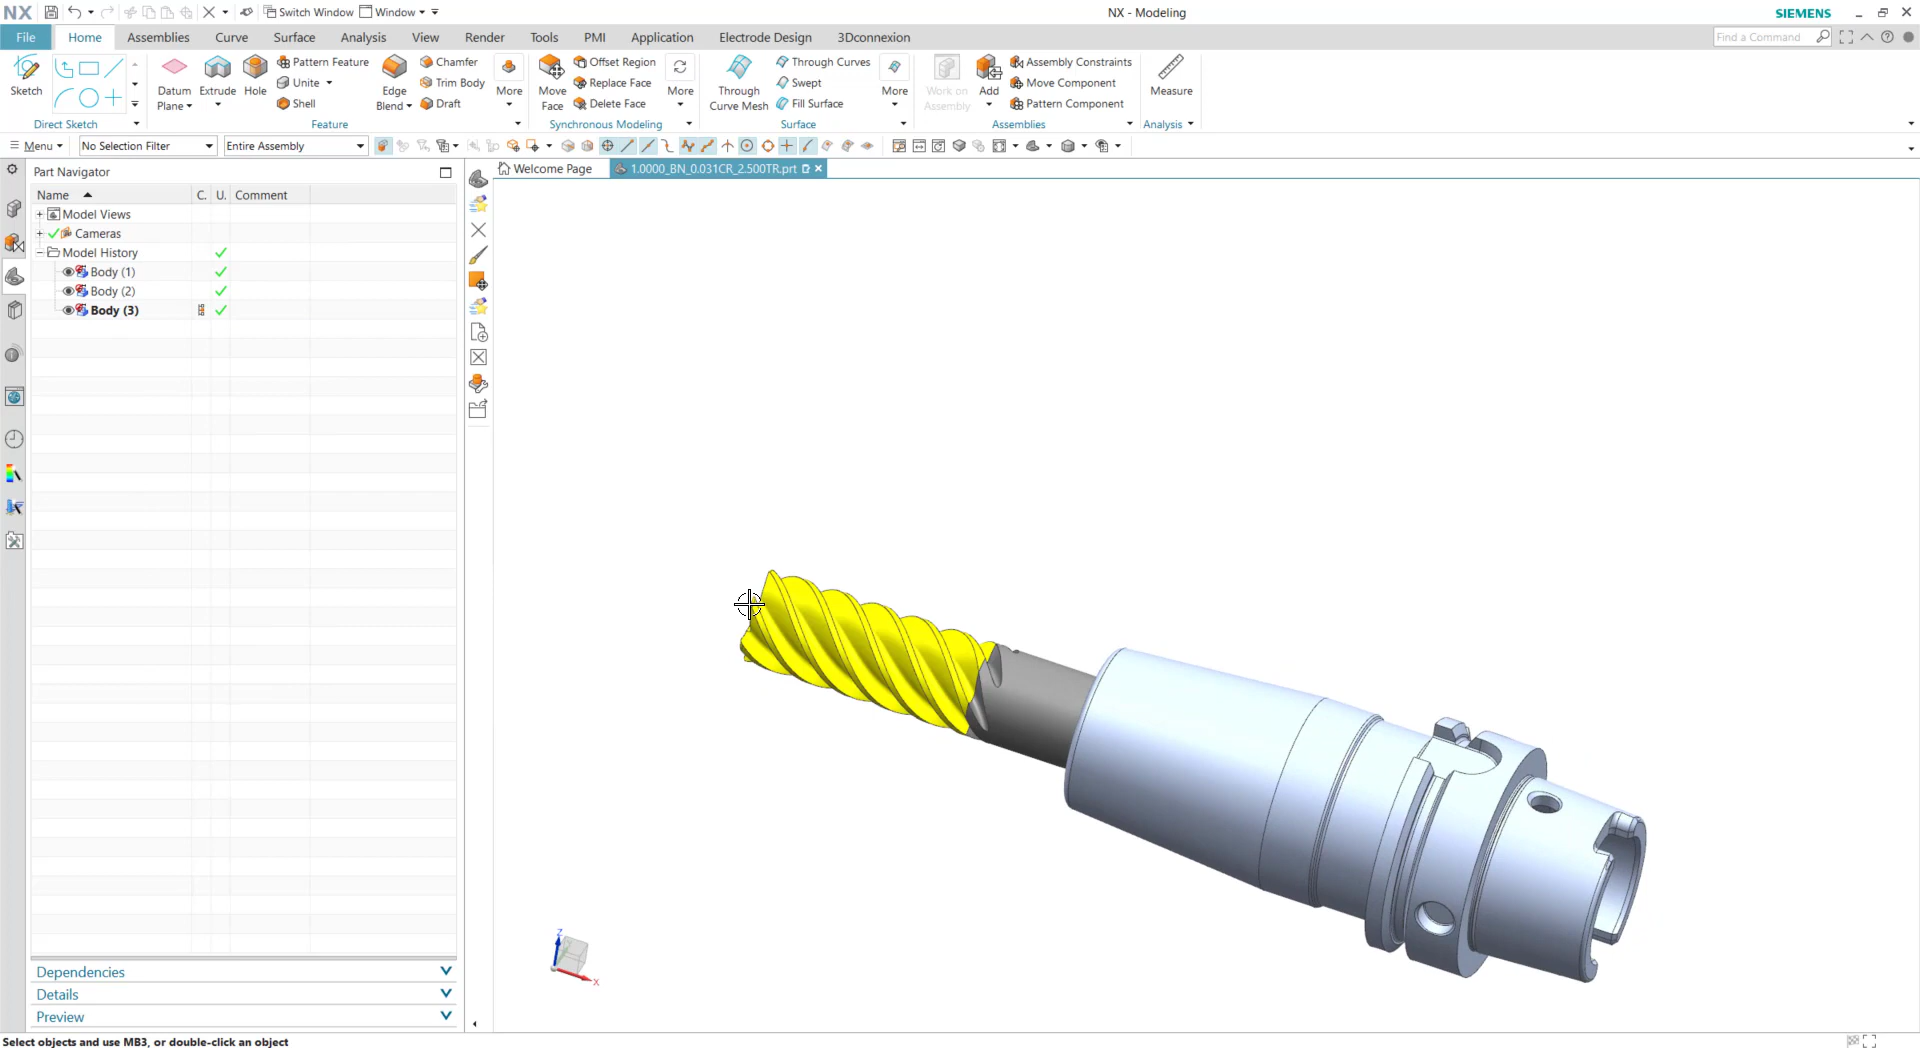 NX
Switch Window
Window
NX - Modeling
SIEMENS
File
Home
Assemblies
Curve
Surface
Analysis
View
Render
Tools
PMI
Application
Electrode Design
3Dconnexion
Find a Command
Sketch
Direct Sketch
Datum Plane
Extrude
Hole
Pattern Feature
Unite
Shell
Edge Blend
Chamfer
Trim Body
Draft
More
Feature
Move Face
Offset Region
Replace Face
Delete Face
More
Synchronous Modeling
Through Curve Mesh
Through Curves
Swept
Fill Surface
More
Surface
Work on Assembly
Add
Assembly Constraints
Move Component
Pattern Component
Assemblies
Measure
Analysis
Menu
No Selection Filter
Entire Assembly
Part Navigator
Welcome Page
1.0000_BN_0.031CR_2.500TR.prt
Name
C.
U.
Comment
Model Views
Cameras
Model History
Body (1)
Body (2)
Body (3)
Z
X
Dependencies
Details
Preview
Select objects and use MB3, or double-click an object